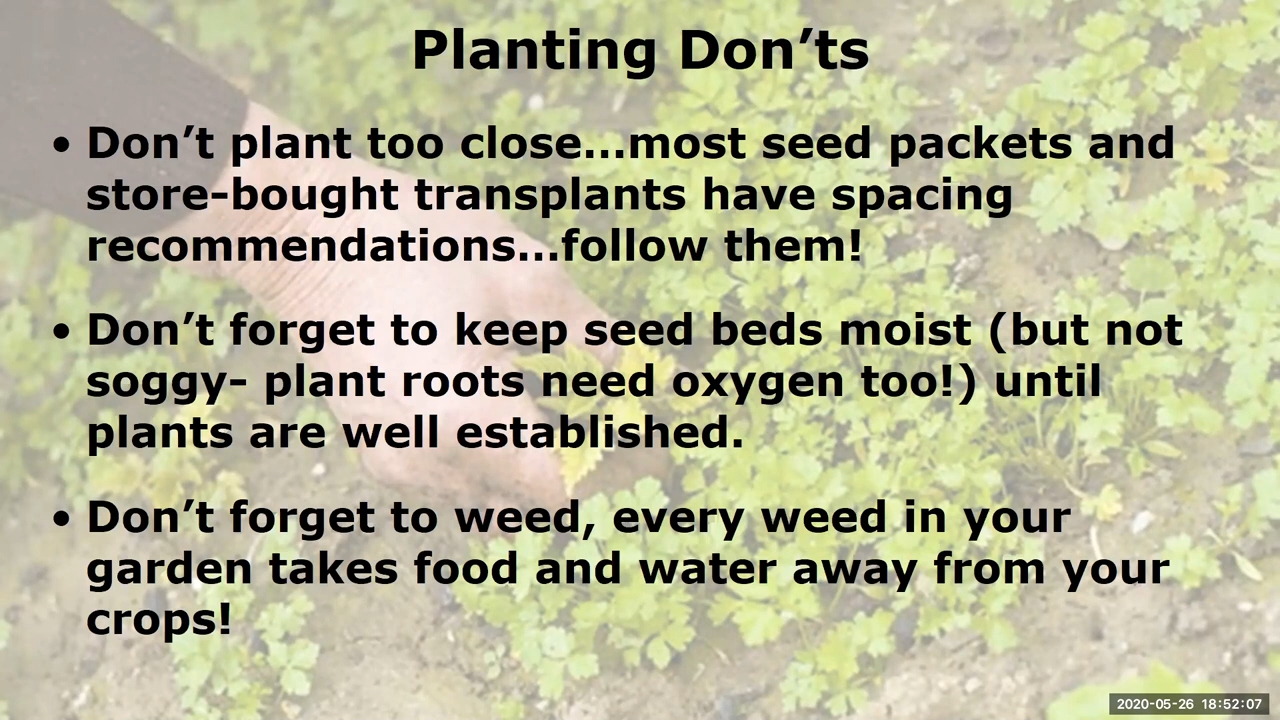 Planting Don’ts
• Don’t plant too close…most seed packets and
store-bought transplants have spacing
recommendations…follow them!
• Don’t forget to keep seed beds moist (but not
soggy- plant roots need oxygen too!) until
plants are well established.
• Don’t forget to weed, every weed in your
garden takes food and water away from your
crops!
2020-05-26 18:52:07